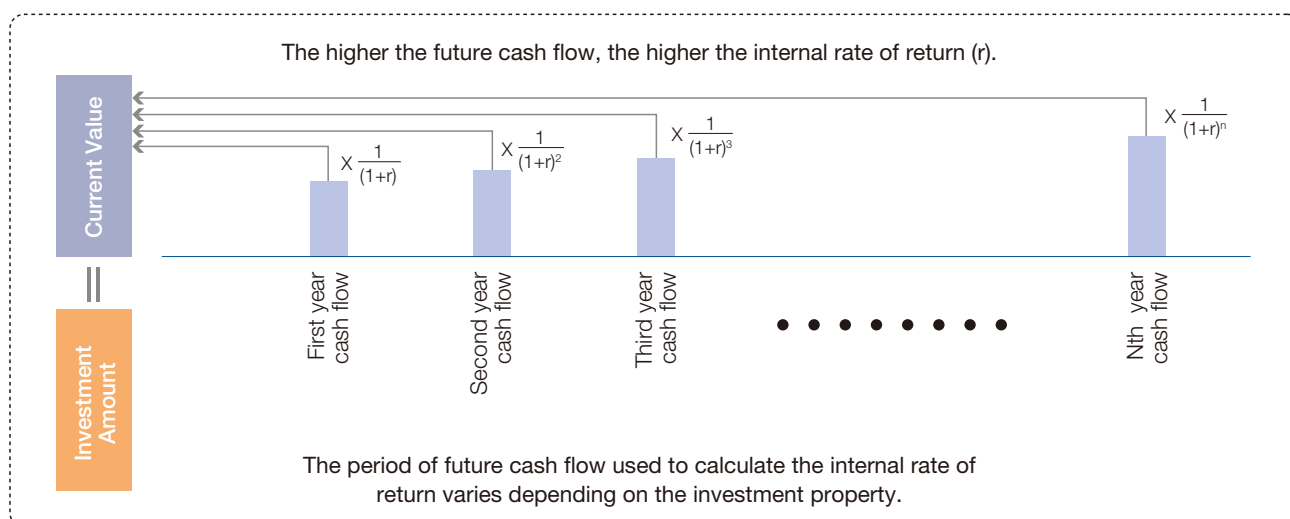 The higher the future cash flow, the higher the internal rate of return (r).
Current Value
Investment
Amount
X 1/(1+r)
X 1/(1+r)²
X 1/(1+r)³
X 1/(1+r)ⁿ
First year
cash flow
Second year
cash flow
Third year
cash flow
Nth year
cash flow
The period of future cash flow used to calculate the internal rate of
return varies depending on the investment property.